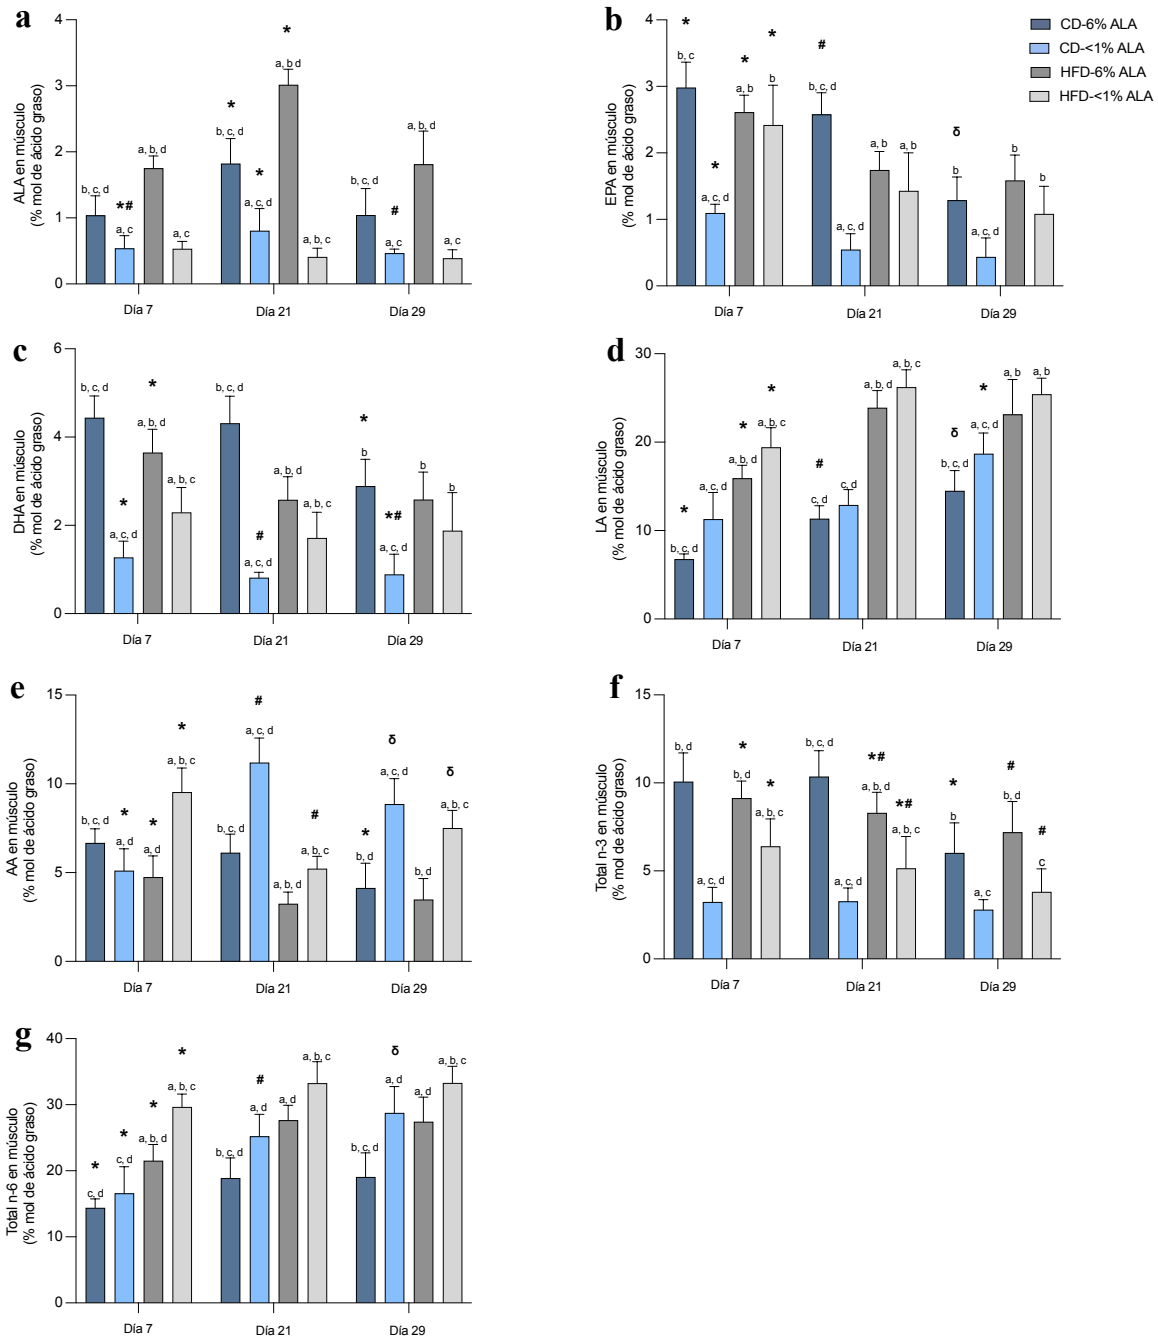 a
ALA en músculo
(% mol de ácido graso)
4
3
2
1
0
b, c, d
*#
a, c
a, b, d
a, c
*
b, c, d
*
a, c, d
*
a, b d
a, b, c
b, c, d
#
a, c
a, b, d
a, c
Día 7
Día 21
Día 29
b
EPA en músculo
(% mol de ácido graso)
4
3
2
1
0
*
b, c
*
a, c, d
*
a, b
*
b
#
b, c, d
a, c, d
a, b
a, b
δ
b
a, c, d
b
b
Día 7
Día 21
Día 29
CD-6% ALA
CD-<1% ALA
HFD-6% ALA
HFD-<1% ALA
c
DHA en músculo
(% mol de ácido graso)
6
4
2
0
b, c, d
*
a, c, d
*
a, b, d
a, b, c
b, c, d
#
a, c, d
a, b, d
a, b, c
*
b
*#
a, c, d
b
b
Día 7
Día 21
Día 29
d
LA en músculo
(% mol de ácido graso)
30
20
10
0
*
b, c, d
a, c, d
*
a, b, d
*
a, b, c
#
c, d
c, d
a, b, d
a, b, c
δ
b, c, d
*
a, c, d
a, b
a, b
Día 7
Día 21
Día 29
e
AA en músculo
(% mol de ácido graso)
15
10
5
0
b, c, d
*
a, d
*
a, d
*
a, b, c
b, c, d
#
a, c, d
a, b, d
#
a, b, c
*
b, d
δ
a, c, d
b, d
δ
a, b, c
Día 7
Día 21
Día 29
f
Total n-3 en músculo
(% mol de ácido graso)
15
10
5
0
b, d
a, c, d
*
b, d
*
a, b, c
b, c, d
a, c, d
*#
a, b, d
*#
a, b, c
*
b
a, c
#
b, d
#
c
Día 7
Día 21
Día 29
g
Total n-6 en músculo
(% mol de ácido graso)
40
30
20
10
0
*
c, d
*
c, d
*
a, b, d
*
a, b, c
b, c, d
#
a, d
a, d
a, b, c
b, c, d
δ
a, d
a, d
a, b, c
Día 7
Día 21
Día 29